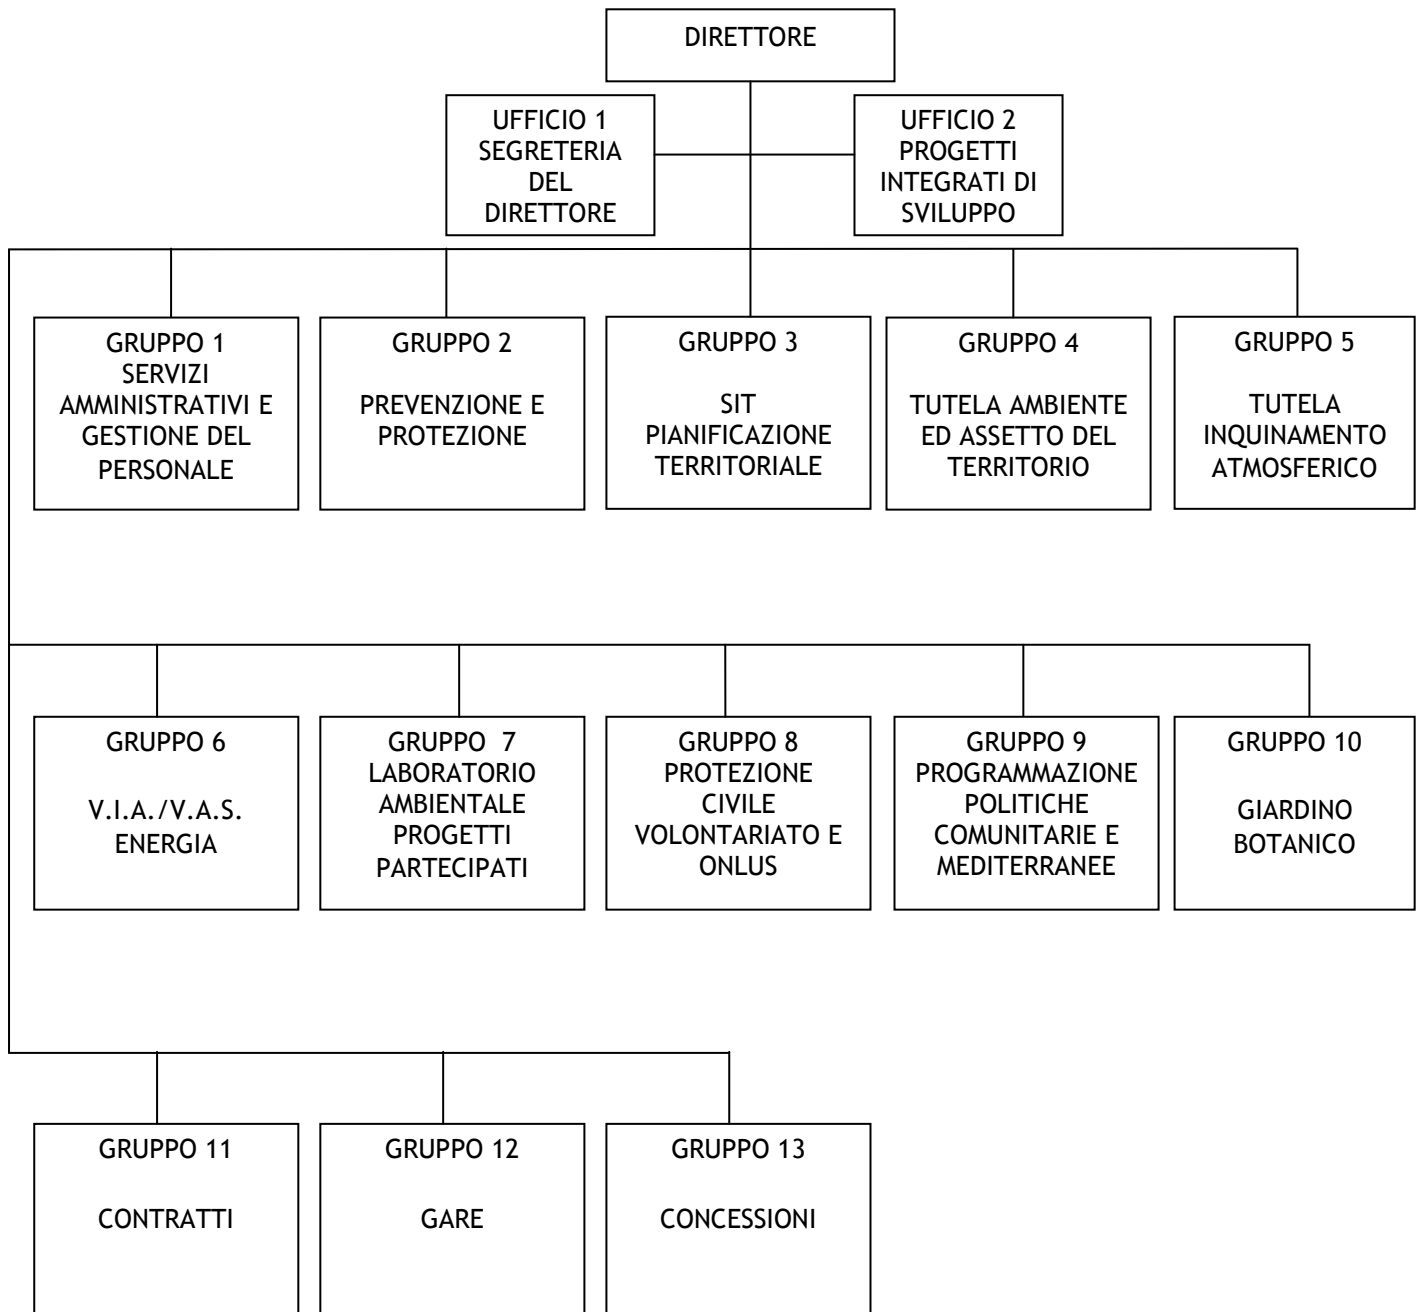 DIRETTORE
UFFICIO 1
SEGRETERIA
DEL
DIRETTORE
UFFICIO 2
PROGETTI
INTEGRATI DI
SVILUPPO
GRUPPO 1
SERVIZI
AMMINISTRATIVI E
GESTIONE DEL
PERSONALE
GRUPPO 2
PREVENZIONE E
PROTEZIONE
GRUPPO 3
SIT
PIANIFICAZIONE
TERRITORIALE
GRUPPO 4
TUTELA AMBIENTE
ED ASSETTO DEL
TERRITORIO
GRUPPO 5
TUTELA
INQUINAMENTO
ATMOSFERICO
GRUPPO 6
V.I.A./V.A.S.
ENERGIA
GRUPPO 7
LABORATORIO
AMBIENTALE
PROGETTI
PARTECIPATI
GRUPPO 8
PROTEZIONE
CIVILE
VOLONTARIATO E
ONLUS
GRUPPO 9
PROGRAMMAZIONE
POLITICHE
COMUNITARIE E
MEDITERRANEE
GRUPPO 10
GIARDINO
BOTANICO
GRUPPO 11
CONTRATTI
GRUPPO 12
GARE
GRUPPO 13
CONCESSIONI